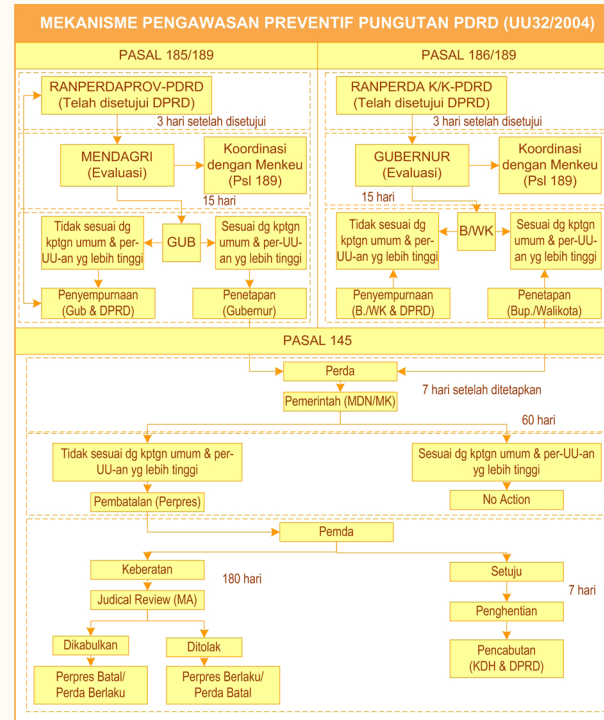 MEKANISME PENGAWASAN PREVENTIF PUNGUTAN PDRD (UU32/2004)
PASAL 185/189
PASAL 186/189
RANPERDAPROV-PDRD
(Telah disetujui DPRD)
3 hari setelah disetujui
MENDAGRI
(Evaluasi)
Koordinasi
dengan Menkeu
(Psl 189)
15 hari
Tidak sesuai dg
kptgn umum & per-
UU-an yg lebih tinggi
GUB
Sesuai dg kptgn
umum & per-UU-
an yg lebih tinggi
Penyempurnaan
(Gub & DPRD)
Penetapan
(Gubernur)
RANPERDA K/K-PDRD
(Telah disetujui DPRD)
3 hari setelah disetujui
GUBERNUR
(Evaluasi)
Koordinasi
dengan Menkeu
(Psl 189)
15 hari
Tidak sesuai dg
kptgn umum & per-
UU-an yg lebih tinggi
B/WK
Sesuai dg kptgn
umum & per-UU-
an yg lebih tinggi
Penyempurnaan
(B./WK & DPRD)
Penetapan
(Bup./Walikota)
PASAL 145
Perda
7 hari setelah ditetapkan
Pemerintah (MDN/MK)
60 hari
Tidak sesuai dg kptgn umum & per-
UU-an yg lebih tinggi
Sesuai dg kptgn umum & per-UU-an
yg lebih tinggi
Pembatalan (Perpres)
No Action
Pemda
Keberatan
180 hari
Setuju
Judical Review (MA)
7 hari
Penghentian
Dikabulkan
Ditolak
Pencabutan
(KDH & DPRD)
Perpres Batal/
Perda Berlaku
Perpres Berlaku/
Perda Batal